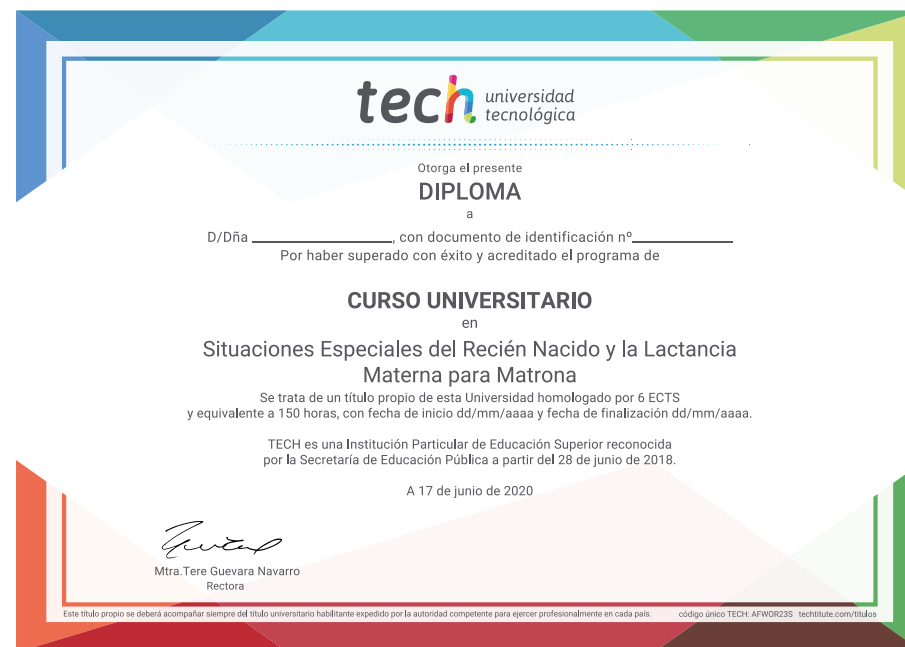 tech universidad
tecnológica
Otorga el presente
DIPLOMA
a
D/Dña ____________________, con documento de identificación nº______________
Por haber superado con éxito y acreditado el programa de
CURSO UNIVERSITARIO
en
Situaciones Especiales del Recién Nacido y la Lactancia
Materna para Matrona
Se trata de un título propio de esta Universidad homologado por 6 ECTS
y equivalente a 150 horas, con fecha de inicio dd/mm/aaaa y fecha de finalización dd/mm/aaaa.
TECH es una Institución Particular de Educación Superior reconocida
por la Secretaría de Educación Pública a partir del 28 de junio de 2018.
A 17 de junio de 2020
Mtra.Tere Guevara Navarro
Rectora
Este título propio se deberá acompañar siempre del título universitario habilitante expedido por la autoridad competente para ejercer profesionalmente en cada país. código único TECH: AFWOR23S techtitute.com/titulos